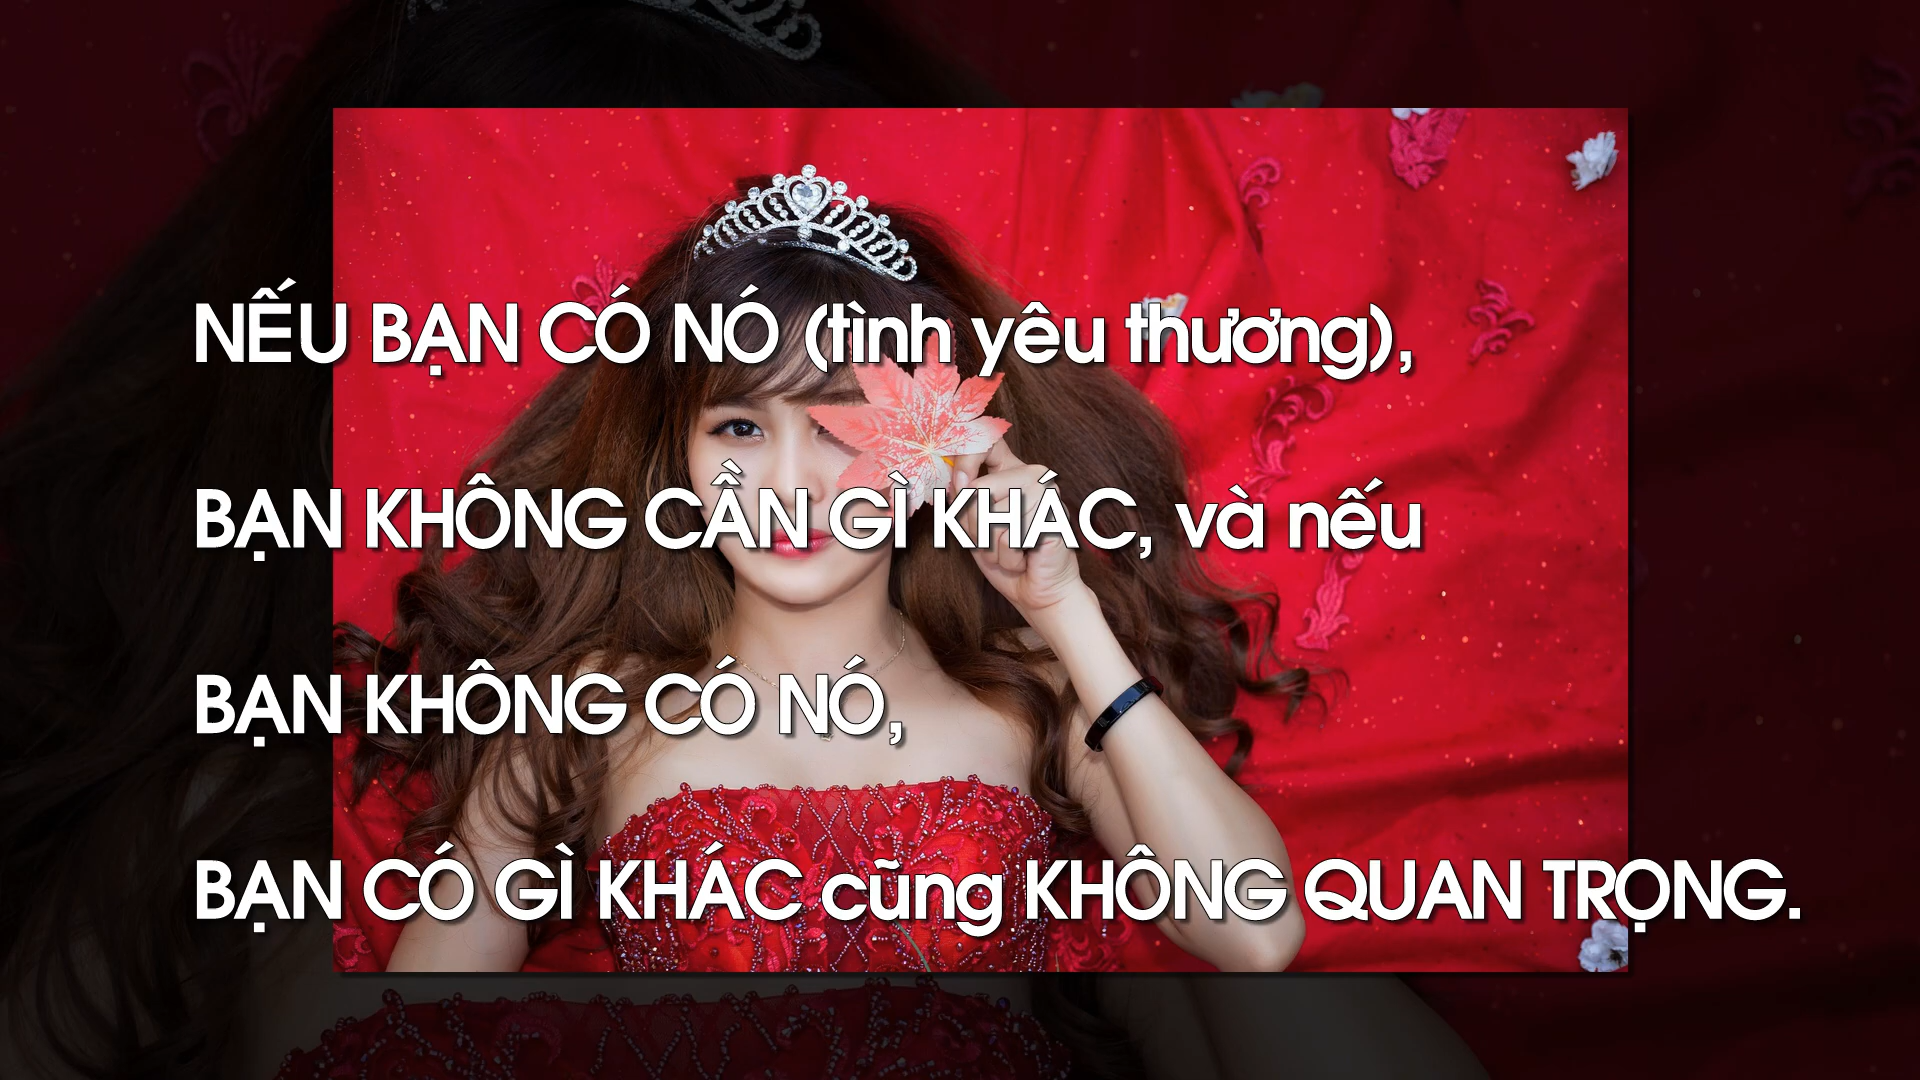 NẾU BẠN CÓ NÓ (tình yêu thương),
BẠN KHÔNG CẦN GÌ KHÁC, và nếu
BẠN KHÔNG CÓ NÓ,
BẠN CÓ GÌ KHÁC cũng KHÔNG QUAN TRỌNG.